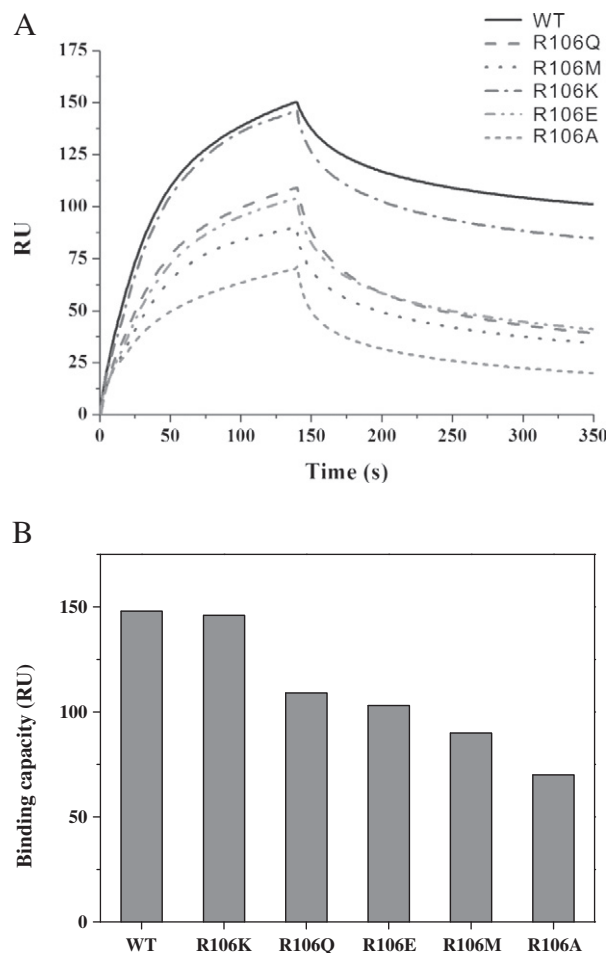 A
WT
R106Q
R106M
R106K
R106E
R106A
175
150
125
100
75
50
25
0
RU
0 50 100 150 200 250 300 350
Time (s)
B
150
100
50
0
Binding capacity (RU)
WT R106K R106Q R106E R106M R106A